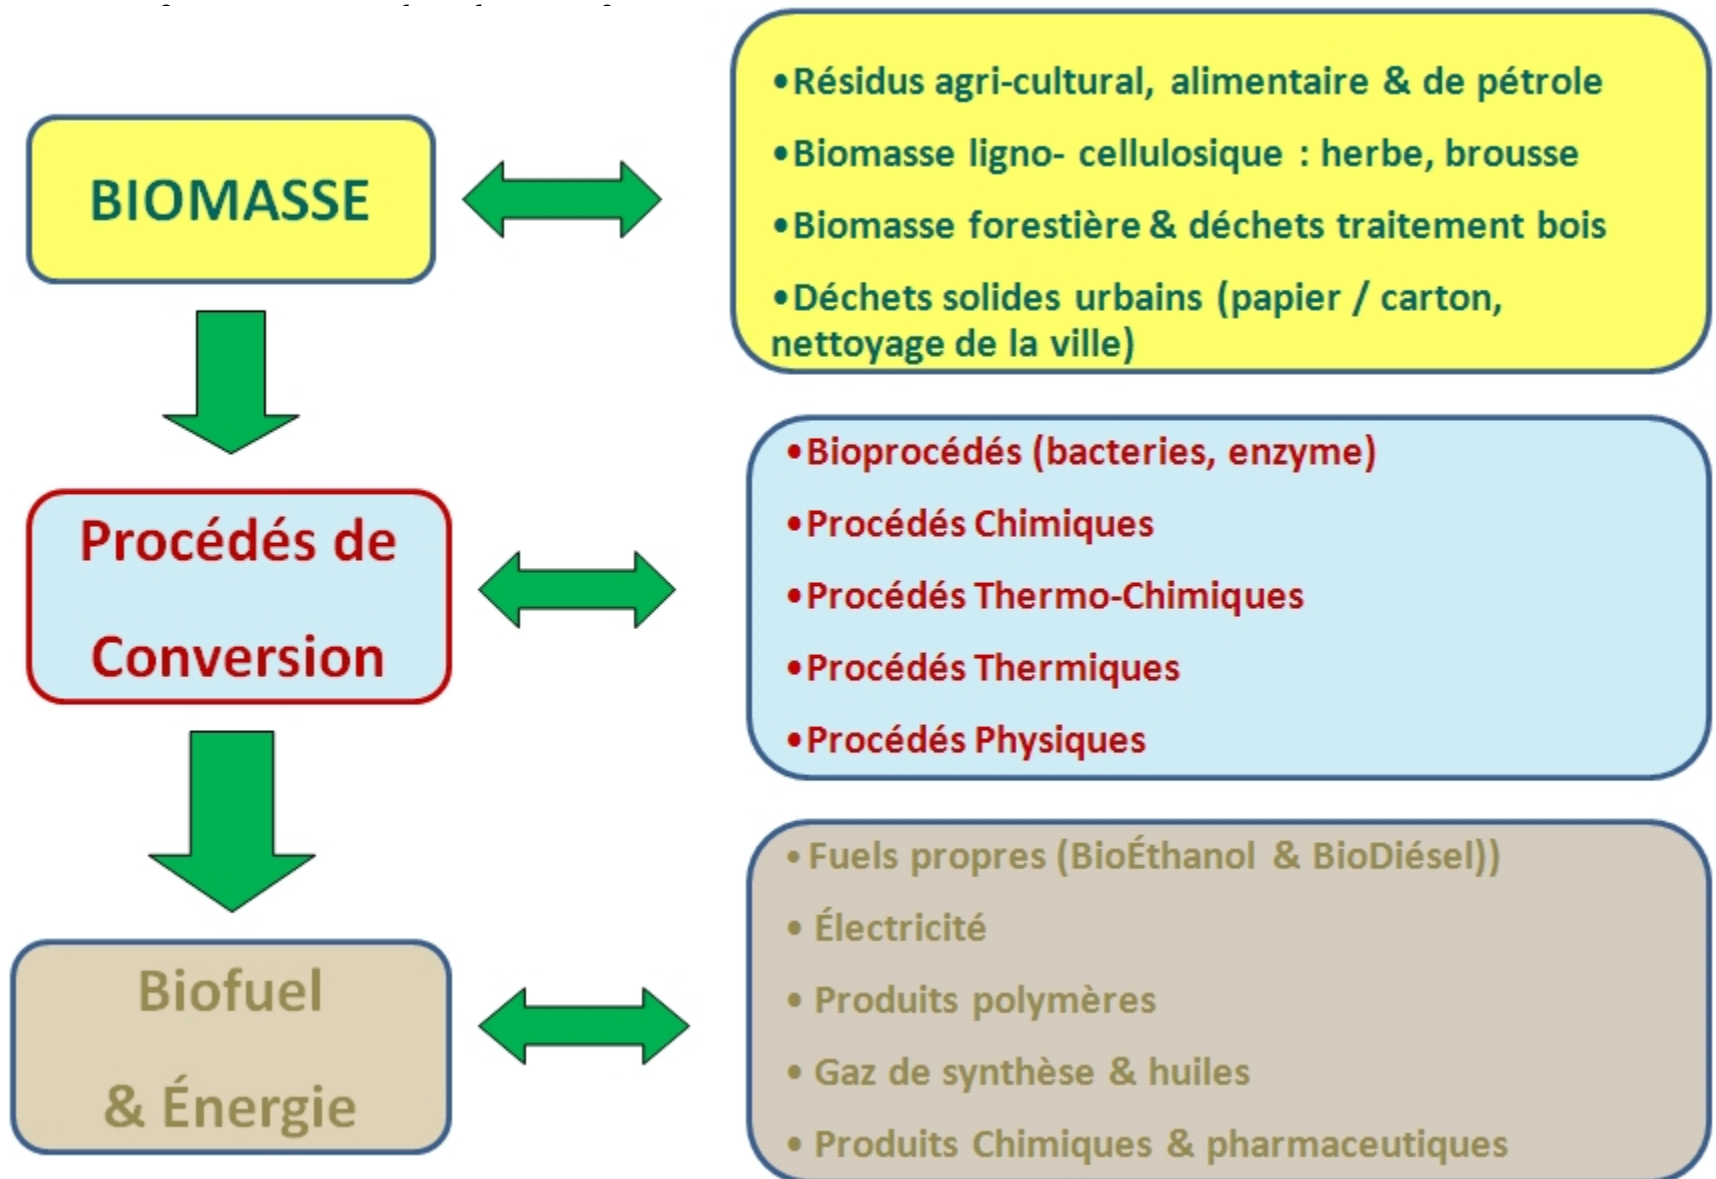 BIOMASSE
•Résidus agri-cultural, alimentaire & de pétrole
•Biomasse ligno- cellulosique : herbe, brousse
•Biomasse forestière & déchets traitement bois
•Déchets solides urbains (papier / carton,
nettoyage de la ville)
Procédés de
Conversion
•Bioprocédés (bacteries, enzyme)
•Procédés Chimiques
•Procédés Thermo-Chimiques
•Procédés Thermiques
•Procédés Physiques
Biofuel
& Énergie
• Fuels propres (BioÉthanol & BioDiésel))
• Électricité
• Produits polymères
• Gaz de synthèse & huiles
• Produits Chimiques & pharmaceutiques